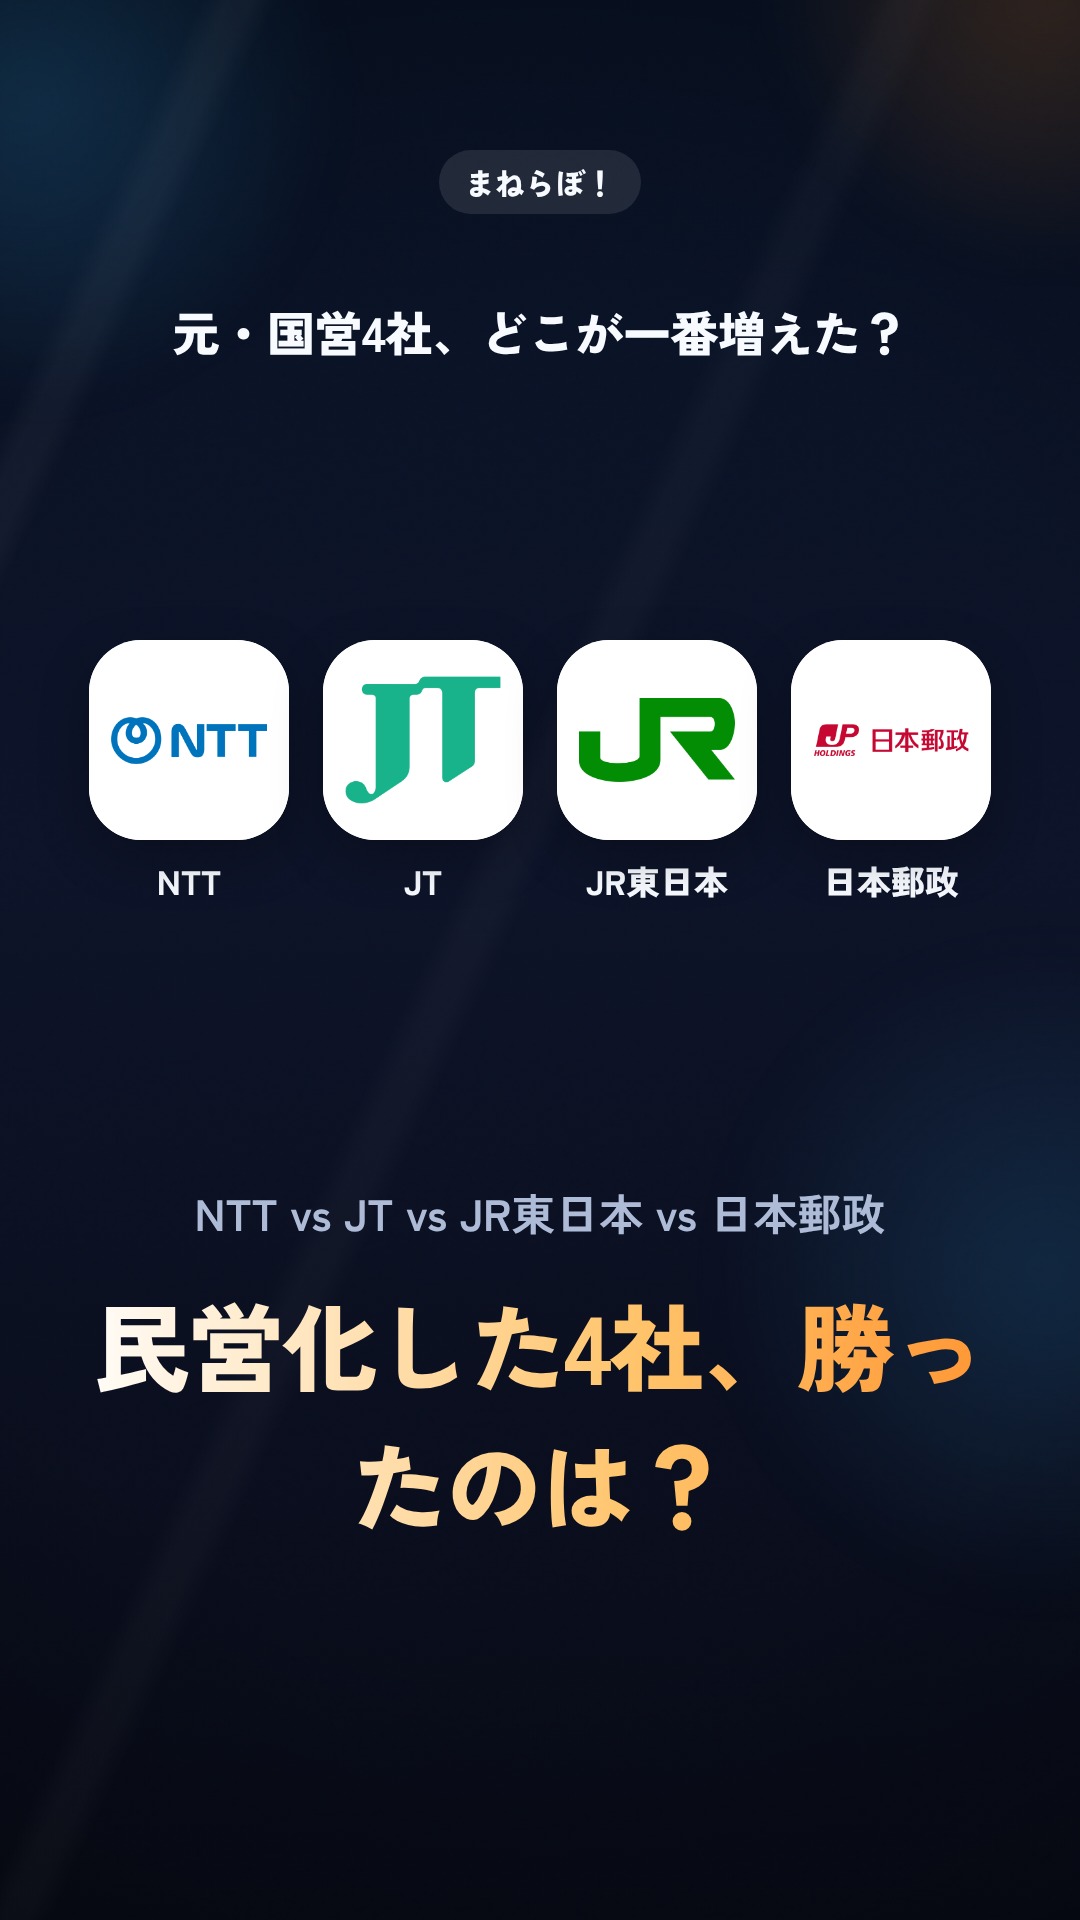 まねらぼ！
元・国営4社、どこが一番増えた？
NTT
JT
JR
JP 日本郵政
HOLDINGS
NTT
JT
JR東日本
日本郵政
NTT vs JT vs JR東日本 vs 日本郵政
民営化した4社、勝っ
たのは？